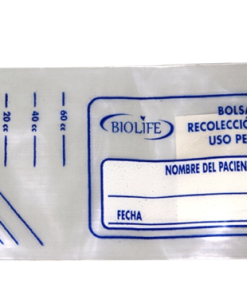 BIOLIFE
BOLSA
RECOLECCIÓ
USO PE
NOMBRE DEL PACIEN
FECHA
60 cc
40 cc
20 cc